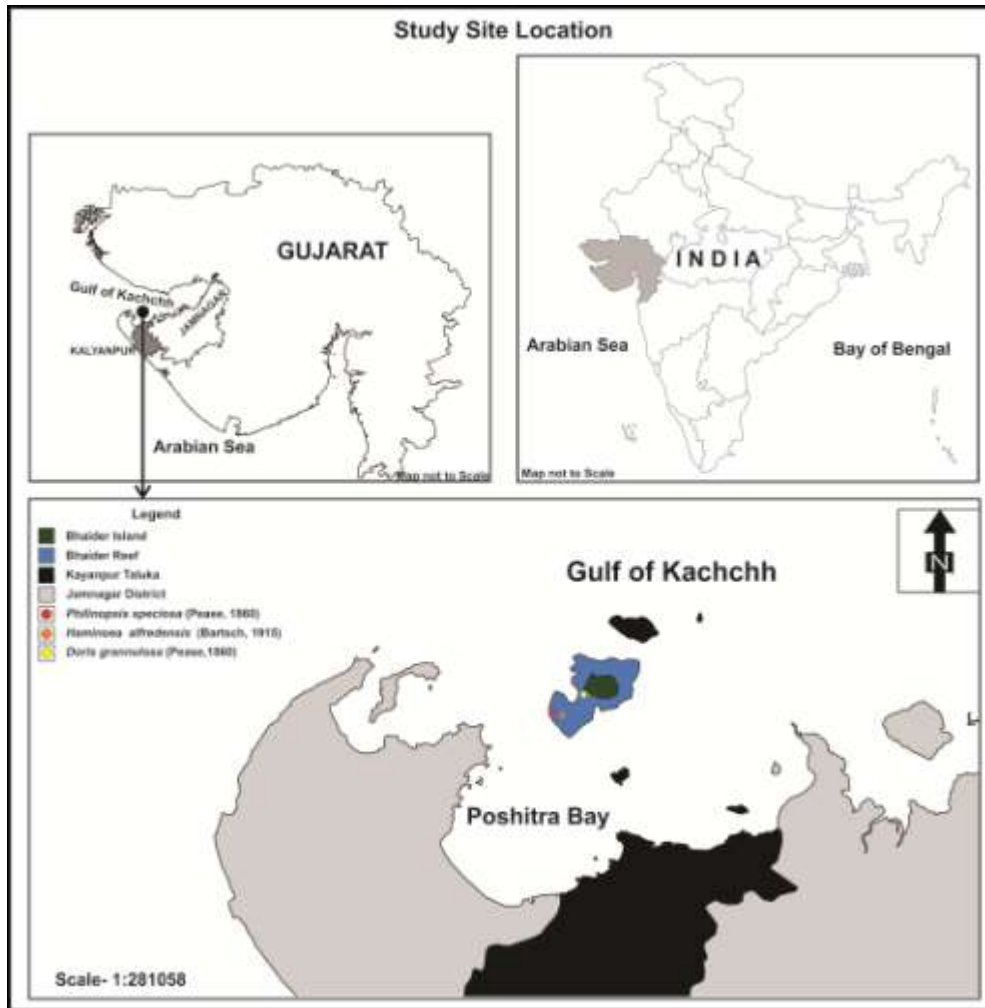 Study Site Location
GUJARAT
Gulf of Kachchh
JAMNAGAR
KALYANPUR
Arabian Sea
Map not to Scale
INDIA
Arabian Sea
Bay of Bengal
Map not to Scale
Legend
Bhaider Island
Bhaider Reef
Kayanpur Taluka
Jamnagar District
Philinopsis speciosa (Pease, 1860)
Haminoea alfredensis (Bartsch, 1915)
Doris granulosa (Pease,1860)
N
Gulf of Kachchh
Poshitra Bay
L
Scale- 1:281058